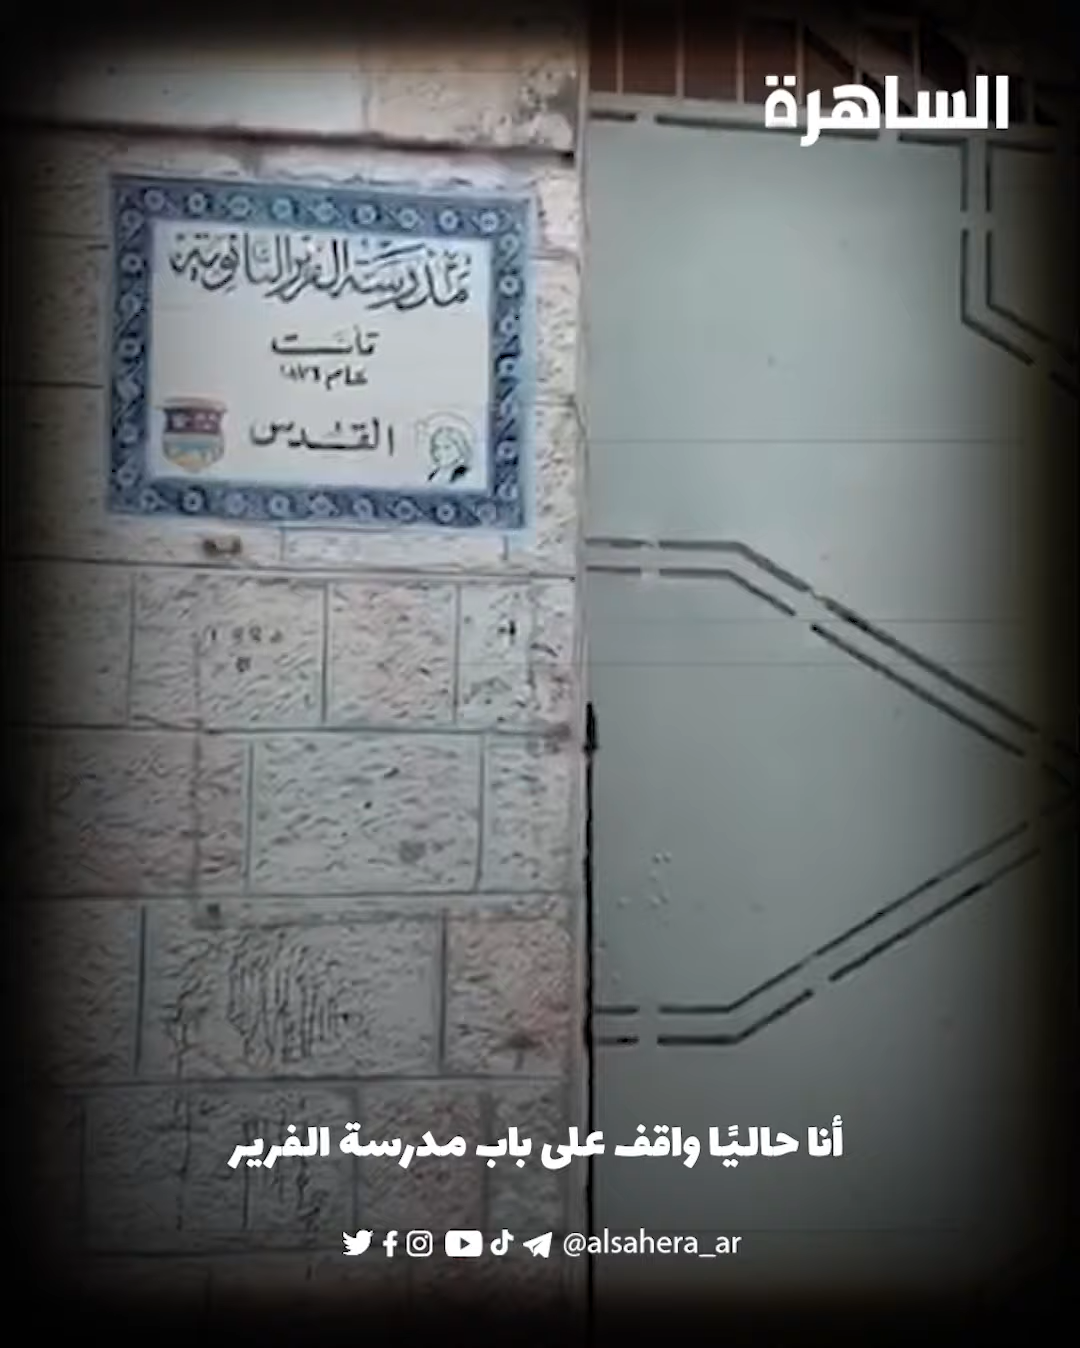 الساهرة
مدرسة الفرير الثانوية
تأسست
عام ١٨٧٦
القدس
أنا حاليًا واقف على باب مدرسة الفرير
@alsahera_ar